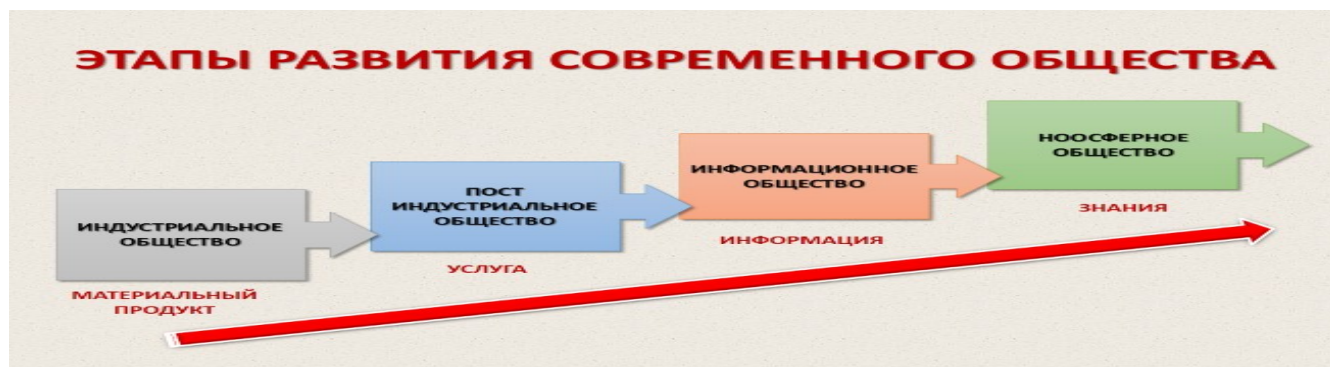 ЭТАПЫ РАЗВИТИЯ СОВРЕМЕННОГО ОБЩЕСТВА
ИНДУСТРИАЛЬНОЕ
ОБЩЕСТВО
МАТЕРИАЛЬНЫЙ
ПРОДУКТ
ПОСТ
ИНДУСТРИАЛЬНОЕ
ОБЩЕСТВО
УСЛУГА
ИНФОРМАЦИОННОЕ
ОБЩЕСТВО
ИНФОРМАЦИЯ
НООСФЕРНОЕ
ОБЩЕСТВО
ЗНАНИЯ